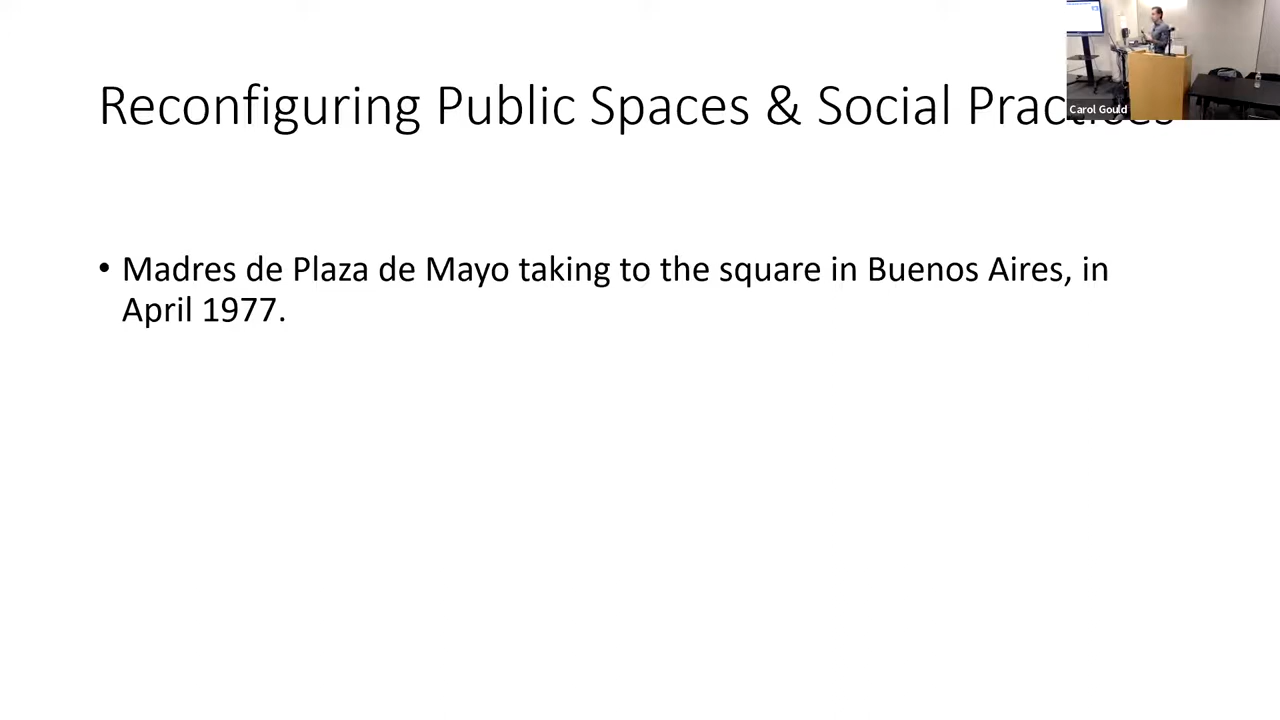 Reconfiguring Public Spaces & Social Practices
Carol Gould
• Madres de Plaza de Mayo taking to the square in Buenos Aires, in
April 1977.